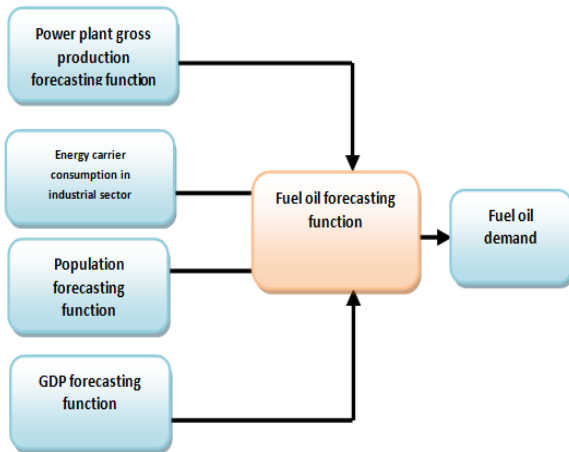 Power plant gross
production
forecasting function
Energy carrier
consumption in
industrial sector
Population
forecasting
function
GDP forecasting
function
Fuel oil forecasting
function
Fuel oil
demand